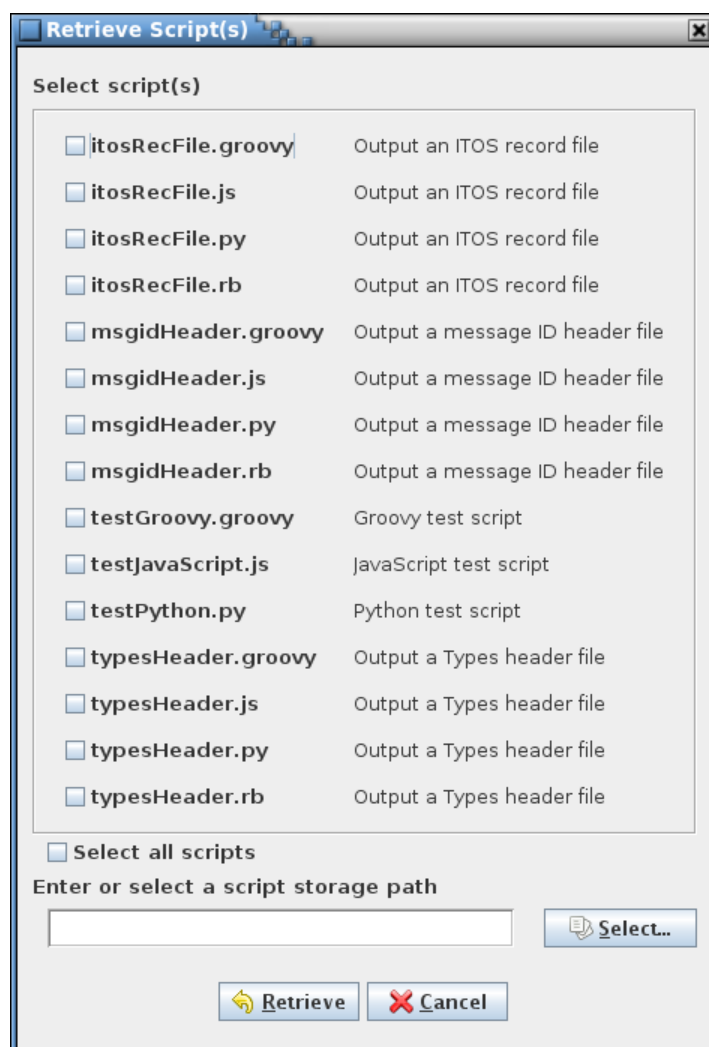 Retrieve Script(s)
Select script(s)
itosRecFile.groovy Output an ITOS record file
itosRecFile.js Output an ITOS record file
itosRecFile.py Output an ITOS record file
itosRecFile.rb Output an ITOS record file
msgidHeader.groovy Output a message ID header file
msgidHeader.js Output a message ID header file
msgidHeader.py Output a message ID header file
msgidHeader.rb Output a message ID header file
testGroovy.groovy Groovy test script
testJavaScript.js JavaScript test script
testPython.py Python test script
typesHeader.groovy Output a Types header file
typesHeader.js Output a Types header file
typesHeader.py Output a Types header file
typesHeader.rb Output a Types header file
Select all scripts
Enter or select a script storage path
Select...
Retrieve Cancel